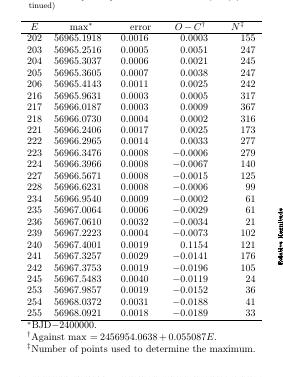 tinued)
E max* error O − C† N‡
202 56965.1918 0.0016 0.0003 155
203 56965.2516 0.0005 0.0051 247
204 56965.3037 0.0006 0.0021 245
205 56965.3605 0.0007 0.0038 247
206 56965.4143 0.0011 0.0025 242
216 56965.9631 0.0003 0.0005 317
217 56966.0187 0.0003 0.0009 367
218 56966.0730 0.0004 0.0002 316
221 56966.2406 0.0017 0.0025 173
222 56966.2965 0.0014 0.0033 277
223 56966.3476 0.0008 −0.0006 279
224 56966.3966 0.0008 −0.0067 140
227 56966.5671 0.0008 −0.0015 125
228 56966.6231 0.0008 −0.0006 99
234 56966.9540 0.0009 −0.0002 61
235 56967.0064 0.0006 −0.0029 61
236 56967.0610 0.0032 −0.0034 21
239 56967.2223 0.0004 −0.0073 102
240 56967.4001 0.0019 0.1154 121
241 56967.3257 0.0029 −0.0141 176
242 56967.3753 0.0019 −0.0196 105
245 56967.5483 0.0040 −0.0119 24
253 56967.9857 0.0019 −0.0152 36
254 56968.0372 0.0031 −0.0188 41
255 56968.0921 0.0018 −0.0189 33
*BJD−2400000.
†Against max = 2456954.0638 + 0.055087E.
‡Number of points used to determine the maximum.